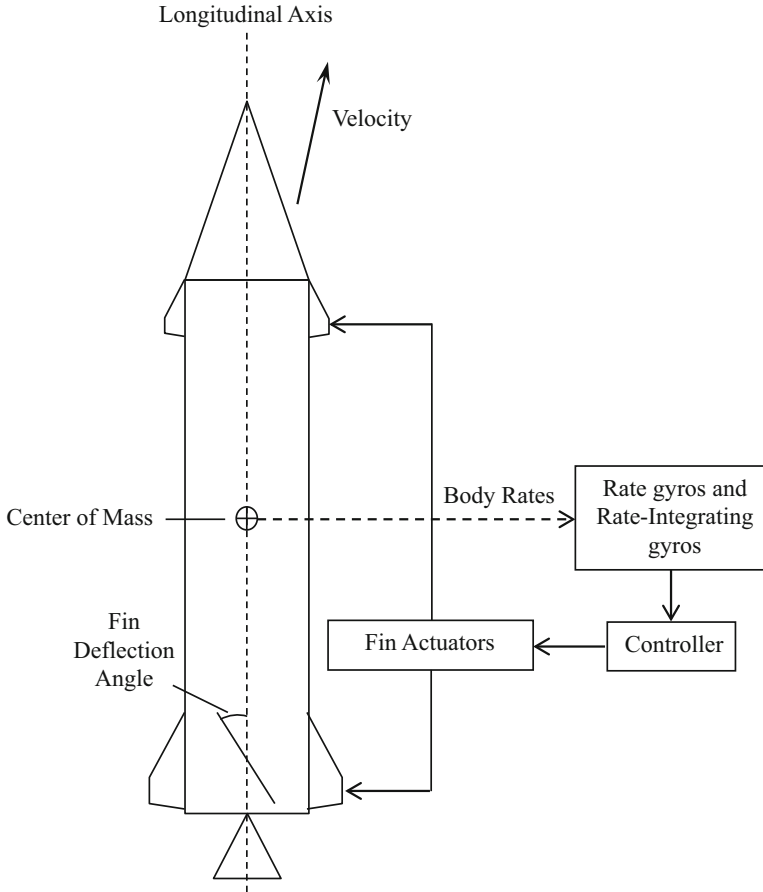 Longitudinal Axis
Velocity
Body Rates
Rate gyros and
Rate-Integrating
gyros
Center of Mass
Fin
Deflection
Angle
Fin Actuators
Controller